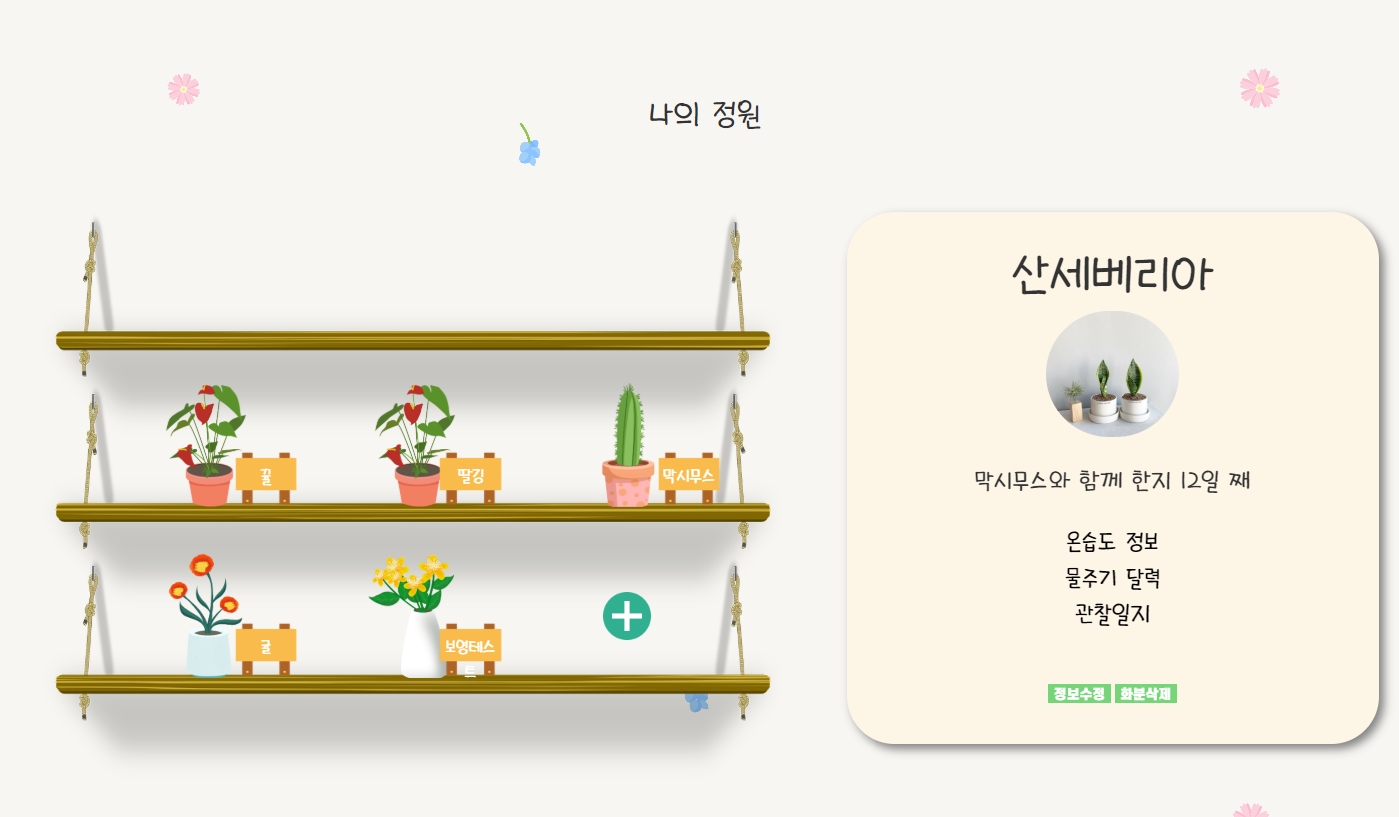 나의 정원
꿀
딸깅
막시무스
귤
보영테스
트
산세베리아
막시무스와 함께 한지 12일 째
온습도 정보
물주기 달력
관찰일지
정보수정 화분삭제